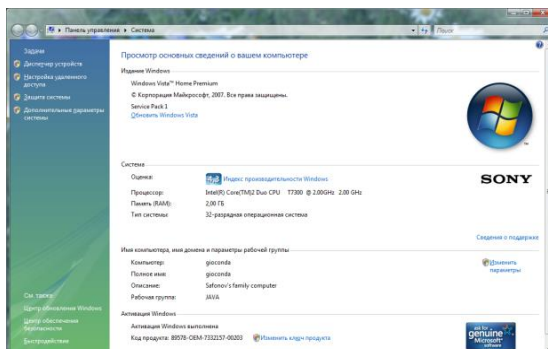 Панель управления ▸ Система
Поиск
Задачи
Диспетчер устройств
Настройка удаленного
доступа
Защита системы
Дополнительные параметры
системы
Просмотр основных сведений о вашем компьютере
Издание Windows
Windows Vista™ Home Premium
© Корпорация Майкрософт, 2007. Все права защищены.
Service Pack 1
Обновить Windows Vista
Система
Оценка: Индекс производительности Windows
Процессор: Intel(R) Core(TM)2 Duo CPU T7300 @ 2.00GHz 2.00 GHz
Память (RAM): 2,00 ГБ
Тип системы: 32-разрядная операционная система
SONY
Сведения о поддержке
Имя компьютера, имя домена и параметры рабочей группы
Компьютер: gioconda
Полное имя: gioconda
Описание: Safonov's family computer
Рабочая группа: JAVA
Изменить
параметры
Активация Windows
Активация Windows выполнена
Код продукта: 89578-OEM-7332157-00203 Изменить ключ продукта
ask for
genuine
Microsoft
software
См. также
Центр обновления Windows
Центр обеспечения
безопасности
Быстродействие